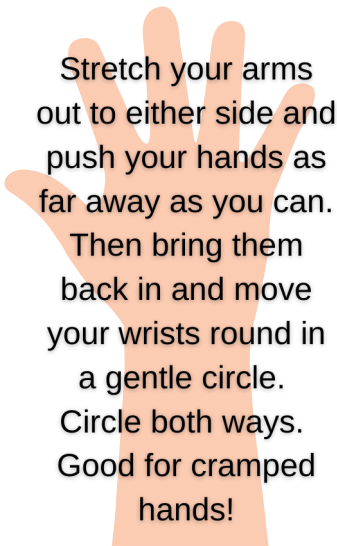 Stretch your arms
out to either side and
push your hands as
far away as you can.
Then bring them
back in and move
your wrists round in
a gentle circle.
Circle both ways.
Good for cramped
hands!